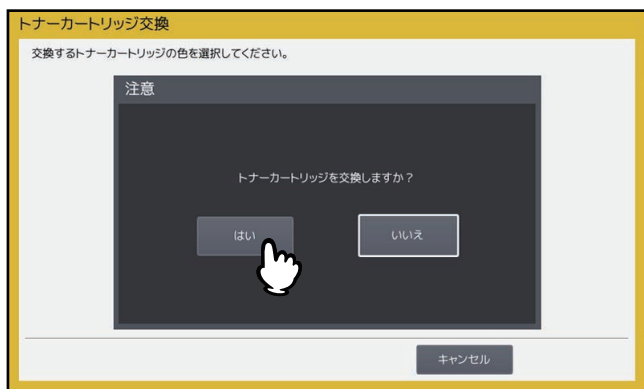 トナーカートリッジ交換
交換するトナーカートリッジの色を選択してください。
注意
トナーカートリッジを交換しますか？
はい
いいえ
キャンセル